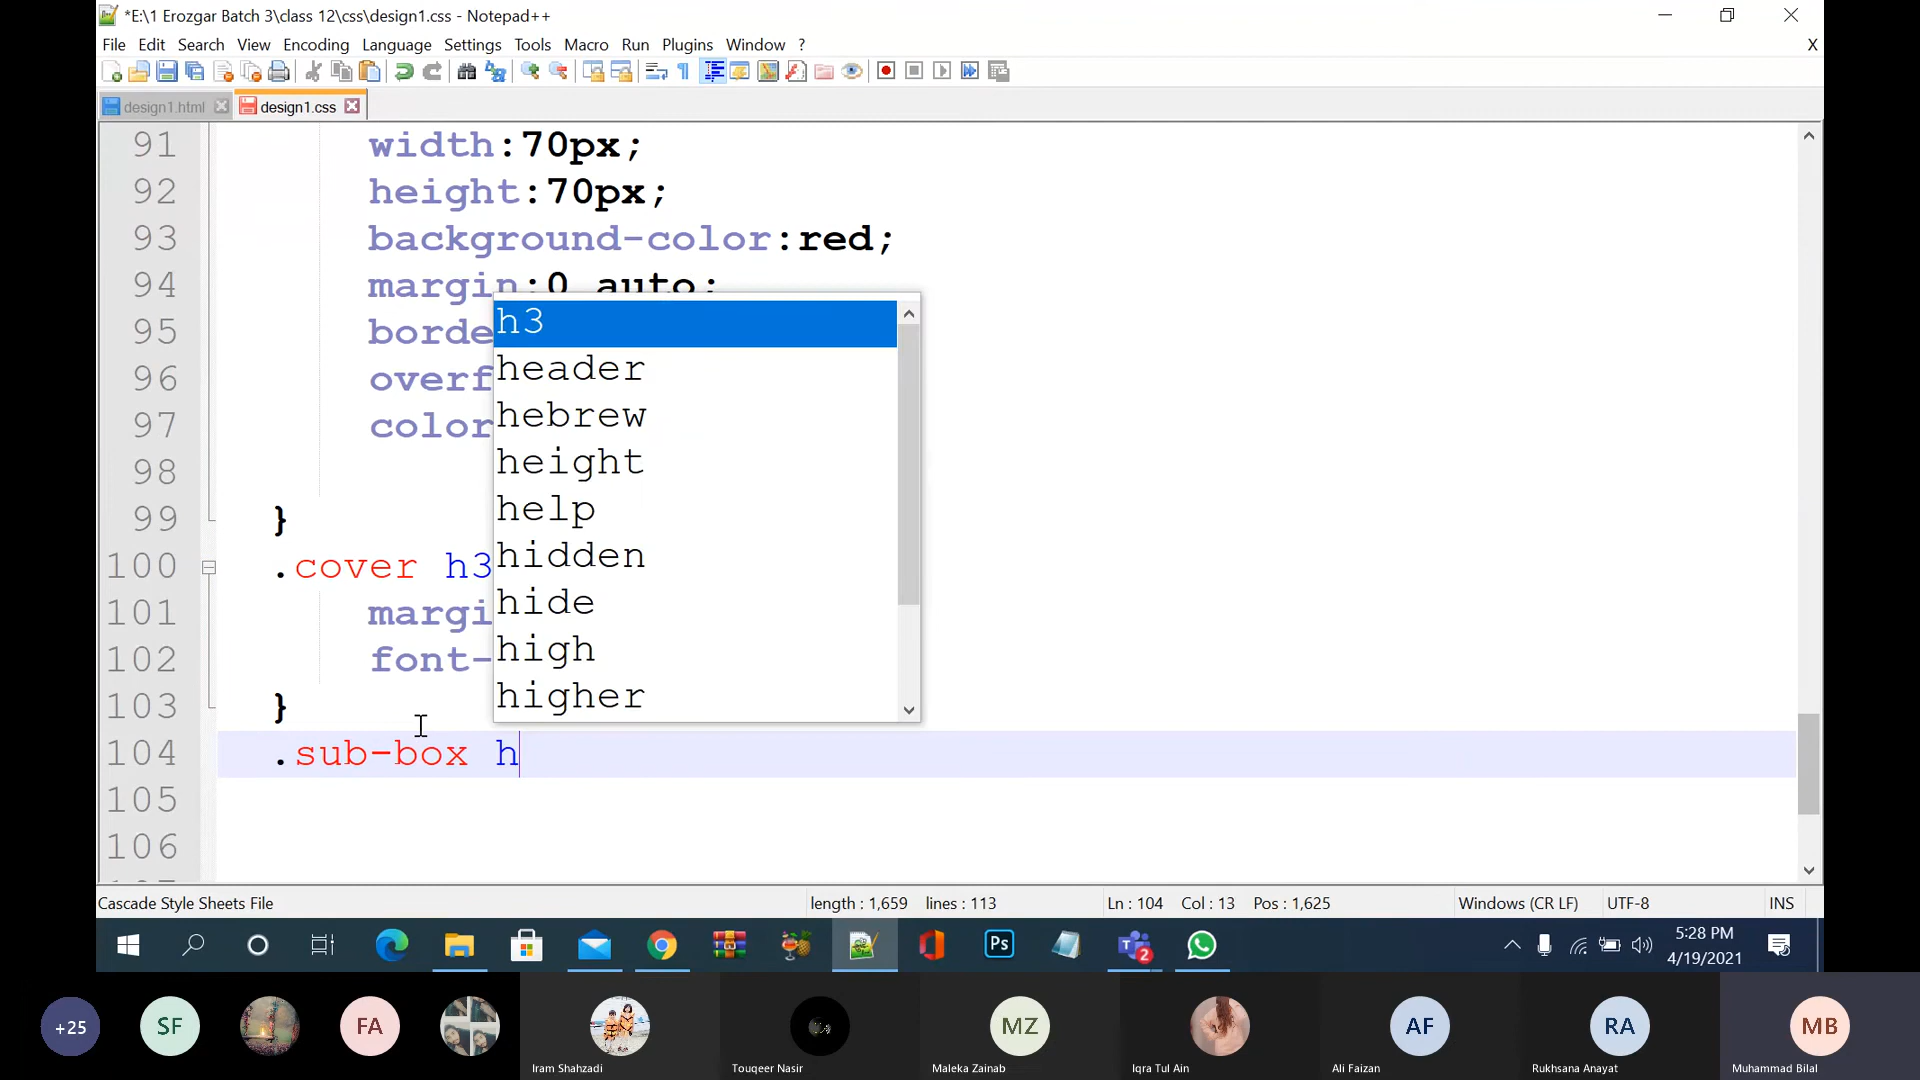 *E:\1 Erozgar Batch 3\class 12\css\design1.css - Notepad++
File Edit Search View Encoding Language Settings Tools Macro Run Plugins Window ? X
design1.html design1.css
91 width:70px;
92 height:70px;
93 background-color:red;
94 margin:0 auto;
95 borde
96 overf
97 color
98
99 }
100 .cover h3
101 margi
102 font-
103 }
104 .sub-box h
105
106
h3
header
hebrew
height
help
hidden
hide
high
higher
Cascade Style Sheets File length : 1,659 lines : 113 Ln : 104 Col : 13 Pos : 1,625 Windows (CR LF) UTF-8 INS
Ps 2 5:28 PM
4/19/2021
+25 SF FA MZ AF RA MB
Iram Shahzadi Touqeer Nasir Maleka Zainab Iqra Tul Ain Ali Faizan Rukhsana Anayat Muhammad Bilal